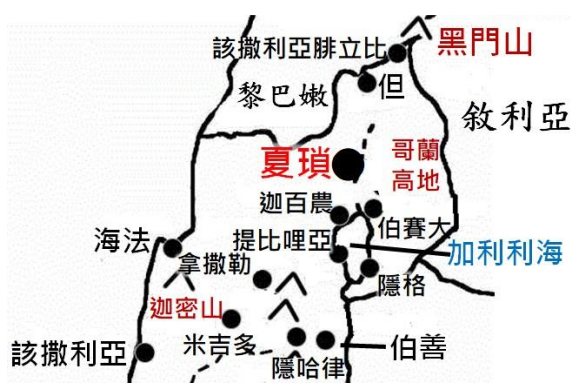 該撒利亞腓立比
黑門山
但
黎巴嫩
敘利亞
夏瑣
哥蘭
高地
迦百農
伯賽大
海法
提比哩亞
加利利海
拿撒勒
隱格
迦密山
該撒利亞
米吉多
隱哈律
伯善